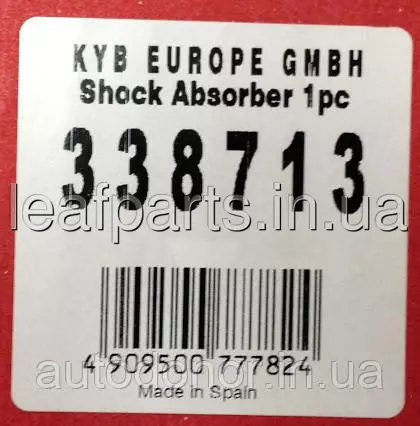 KYB EUROPE GMBH
Shock Absorber 1pc
338713
leafparts.in.ua
4 909500 777824
autodonor.in.ua
Made in Spain